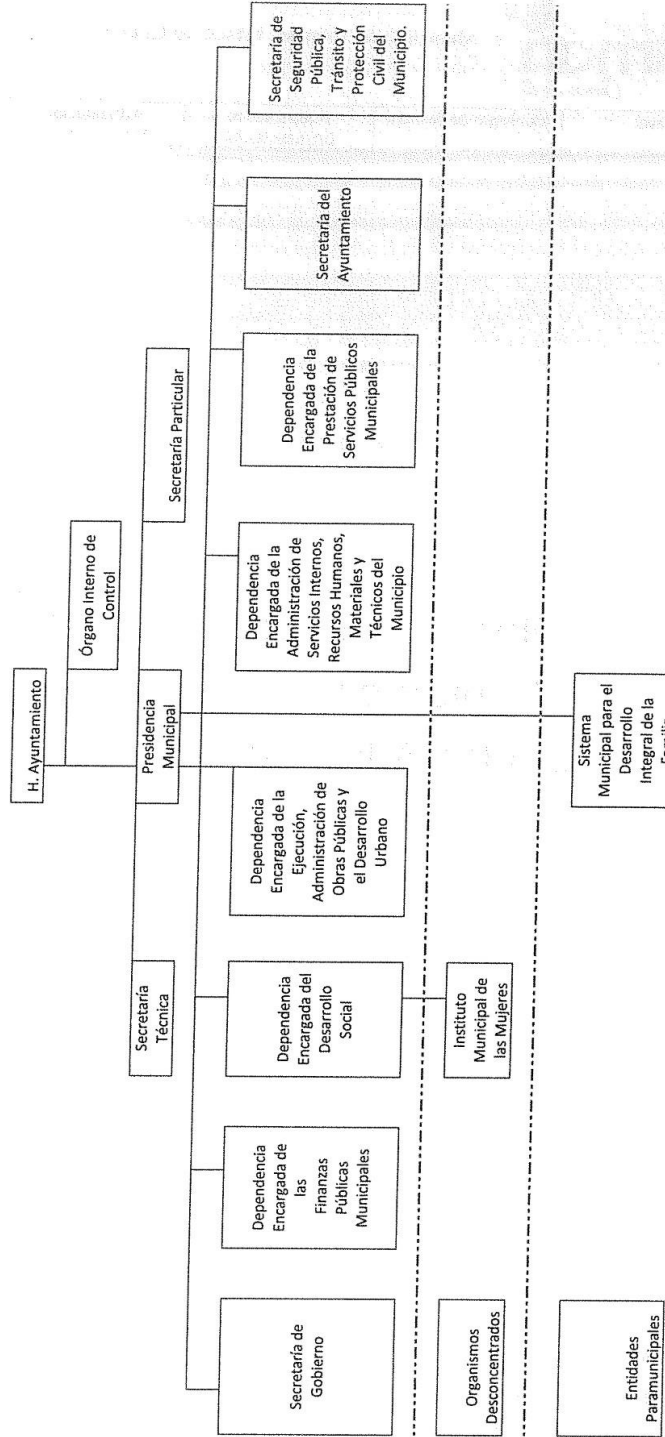 H. Ayuntamiento
Órgano Interno de
Control
Secretaría
Técnica
Presidencia
Municipal
Secretaría Particular
Secretaría de
Gobierno
Dependencia
Encargada de
las
Finanzas
Públicas
Municipales
Dependencia
Encargada del
Desarrollo
Social
Dependencia
Encargada de la
Ejecución,
Administración de
Obras Públicas y
el Desarrollo
Urbano
Dependencia
Encargada de la
Administración de
Servicios Internos,
Recursos Humanos,
Materiales y
Técnicos del
Municipio
Dependencia
Encargada de la
Prestación de
Servicios Públicos
Municipales
Secretaría del
Ayuntamiento
Secretaría de
Seguridad
Pública,
Tránsito y
Protección
Civil del
Municipio.
Organismos
Desconcentrados
Instituto
Municipal de
las Mujeres
Entidades
Paramunicipales
Sistema
Municipal para el
Desarrollo
Integral de la